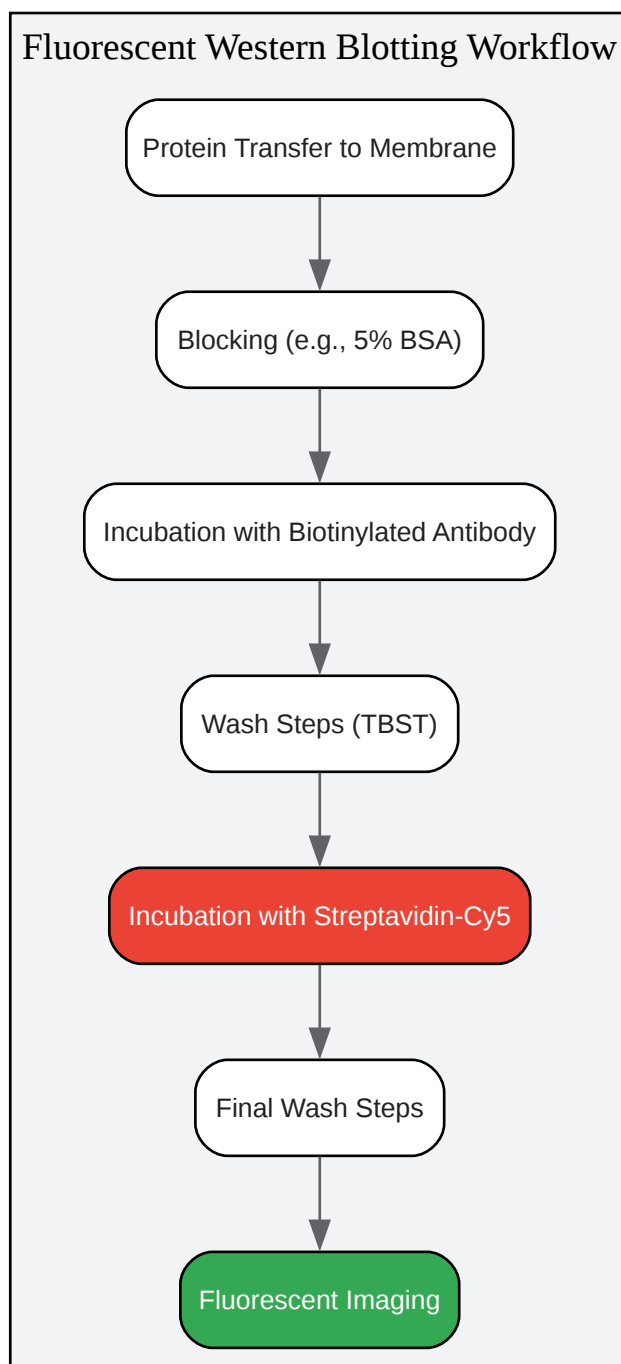 Fluorescent Western Blotting Workflow
Protein Transfer to Membrane
Blocking (e.g., 5% BSA)
Incubation with Biotinylated Antibody
Wash Steps (TBST)
Incubation with Streptavidin-Cy5
Final Wash Steps
Fluorescent Imaging